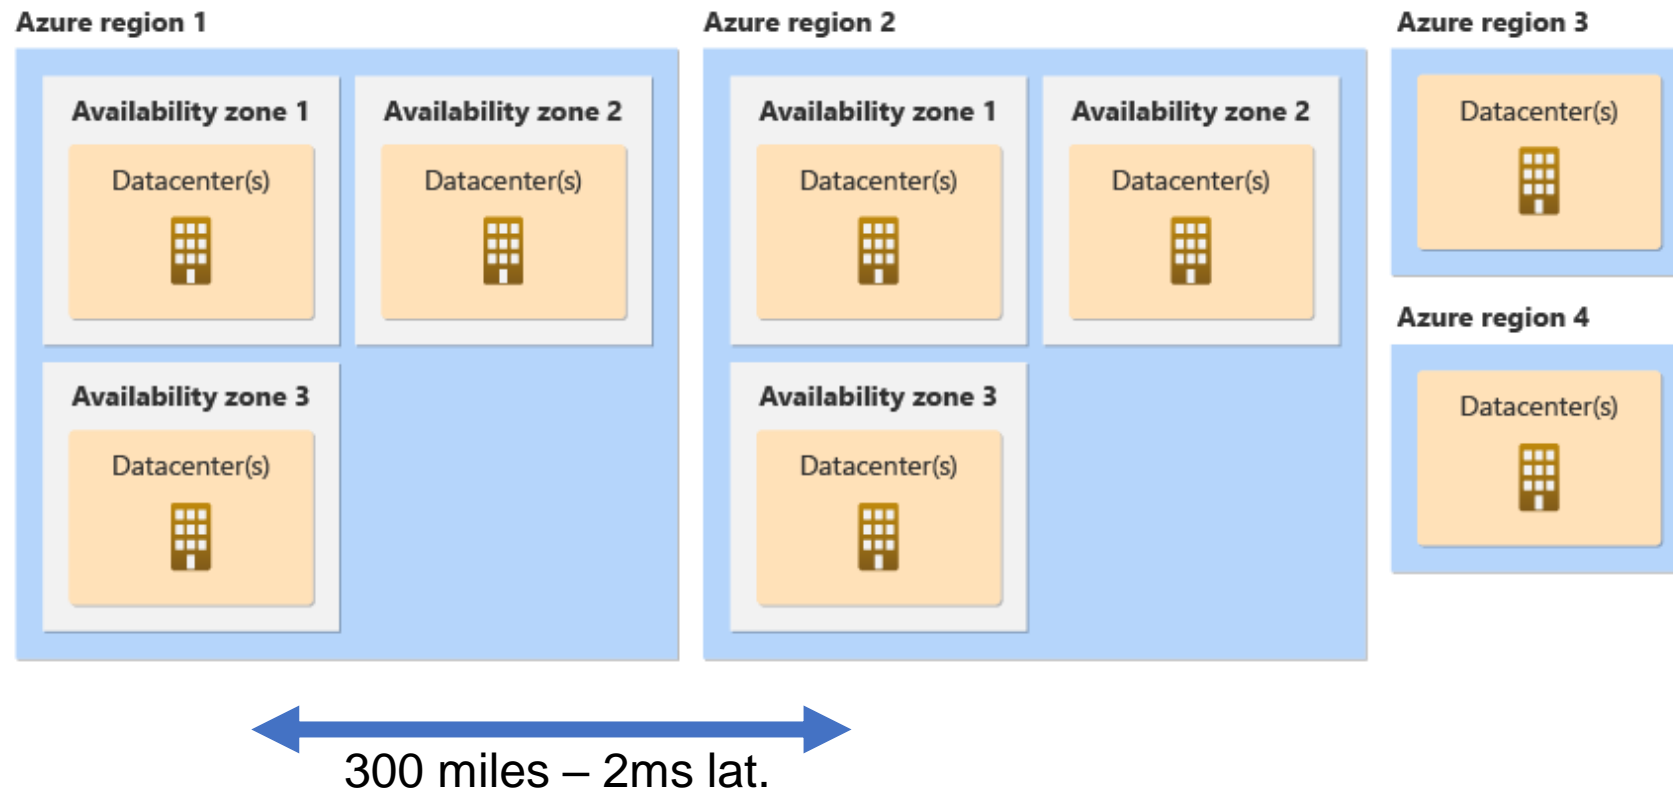 Azure region 1
Azure region 2
Azure region 3
Availability zone 1
Availability zone 2
Availability zone 1
Availability zone 2
Datacenter(s)
Datacenter(s)
Datacenter(s)
Datacenter(s)
Datacenter(s)
Azure region 4
Availability zone 3
Availability zone 3
Datacenter(s)
Datacenter(s)
Datacenter(s)
300 miles – 2ms lat.